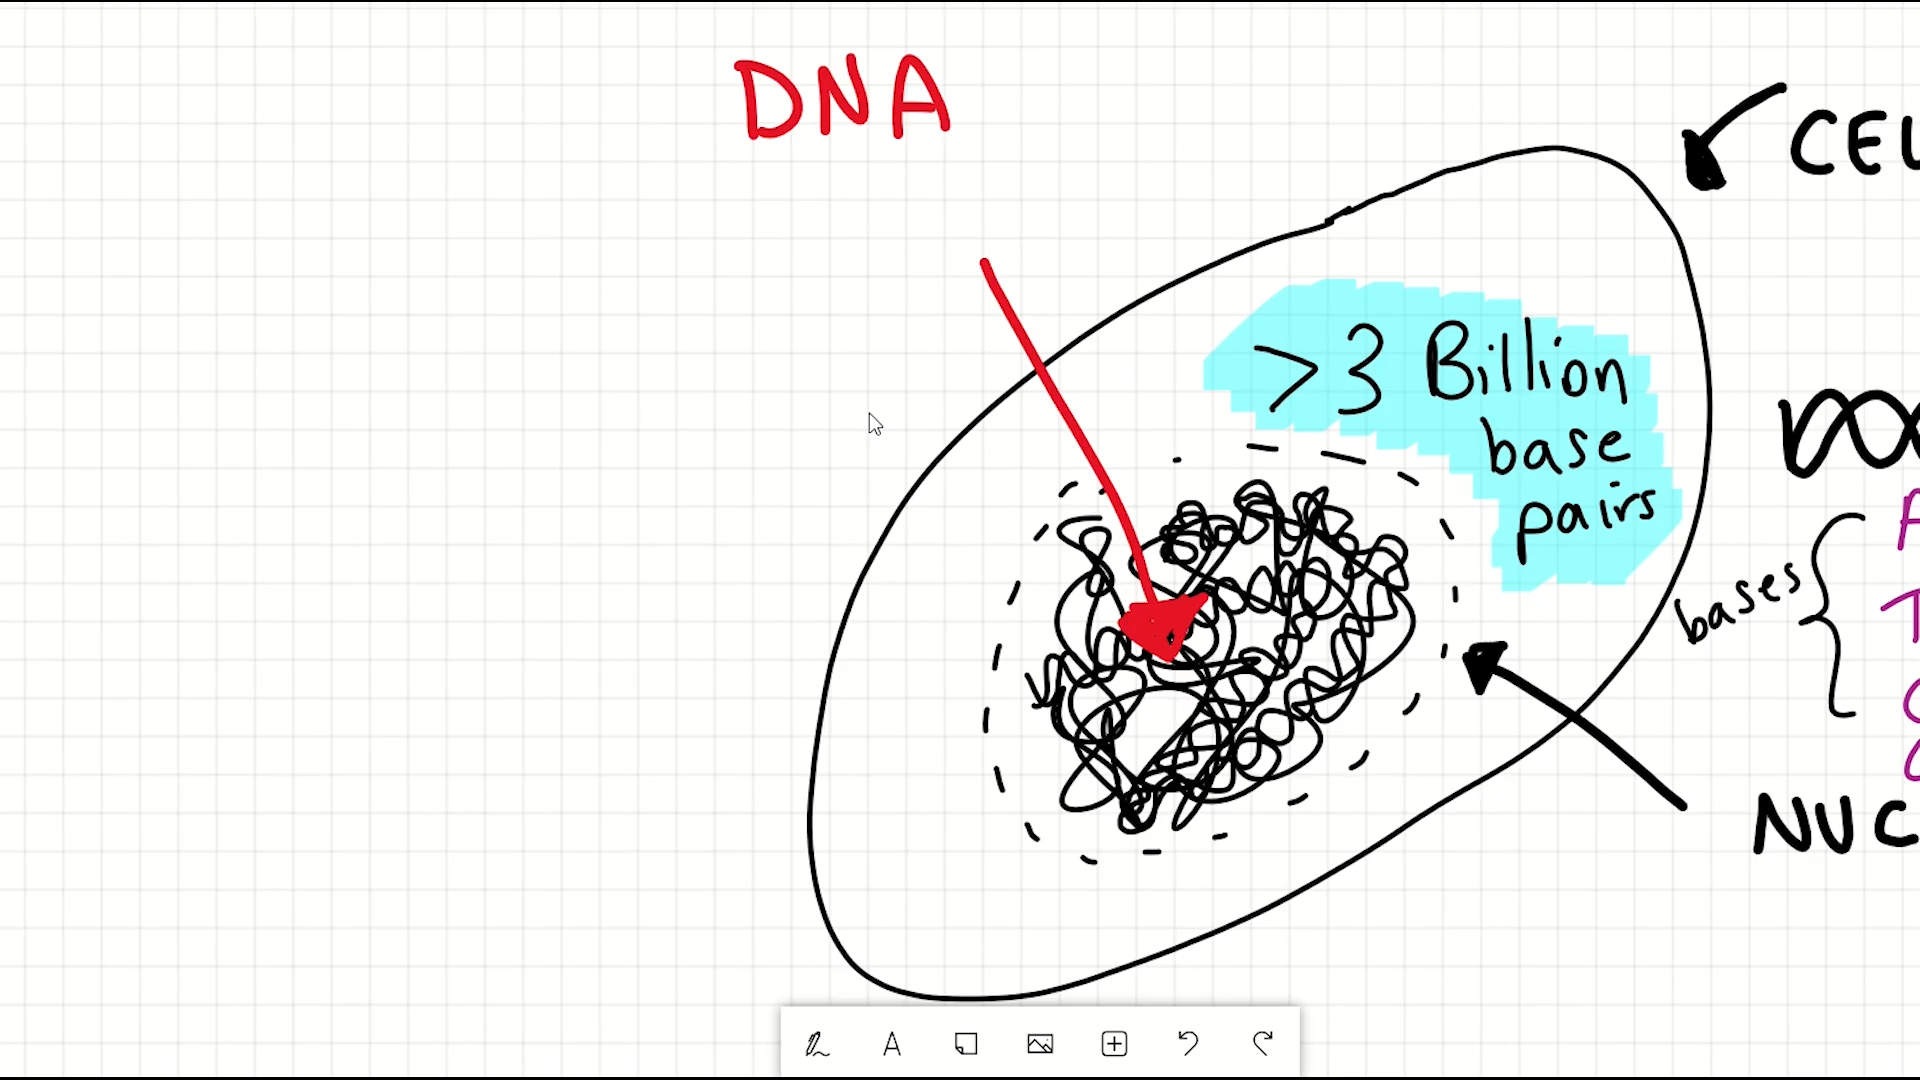 DNA
CEL
>3 Billion
base
pairs
bases
A
T
NUC